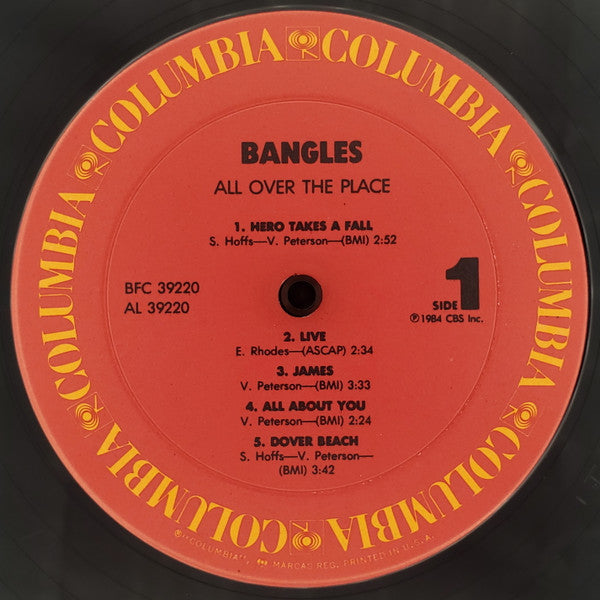 COLUMBIA COLUMBIA COLUMBIA COLUMBIA COLUMBIA COLUMBIA COLUMBIA
BANGLES
ALL OVER THE PLACE
1. HERO TAKES A FALL
S. Hoffs—V. Peterson—(BMI) 2:52
BFC 39220
AL 39220
SIDE 1
℗1984 CBS Inc.
2. LIVE
E. Rhodes—(ASCAP) 2:34
3. JAMES
V. Peterson—(BMI) 3:33
4. ALL ABOUT YOU
V. Peterson—(BMI) 2:24
5. DOVER BEACH
S. Hoffs—V. Peterson—
(BMI) 3:42
®"COLUMBIA", MARCAS REG. PRINTED IN U.S.A.